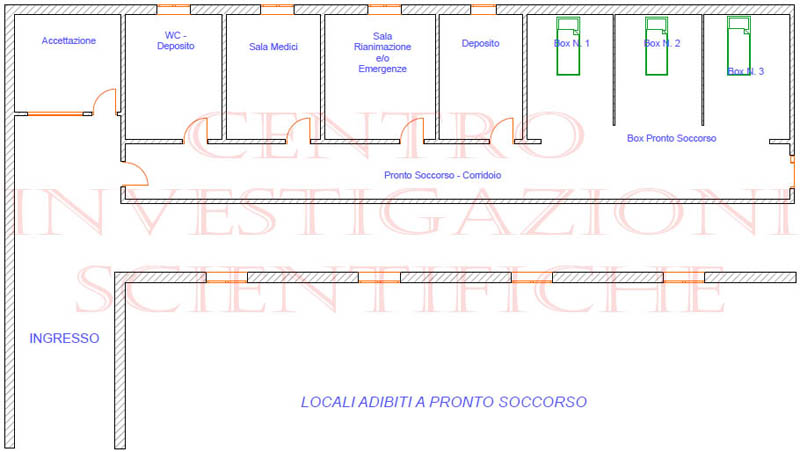 Accettazione
WC -
Deposito
Sala Medici
Sala
Rianimazione
e/o
Emergenze
Deposito
Box N. 1
Box N. 2
Box N. 3
Box Pronto Soccorso
Pronto Soccorso - Corridoio
CENTRO
INVESTIGAZIONI
SCIENTIFICHE
INGRESSO
LOCALI ADIBITI A PRONTO SOCCORSO